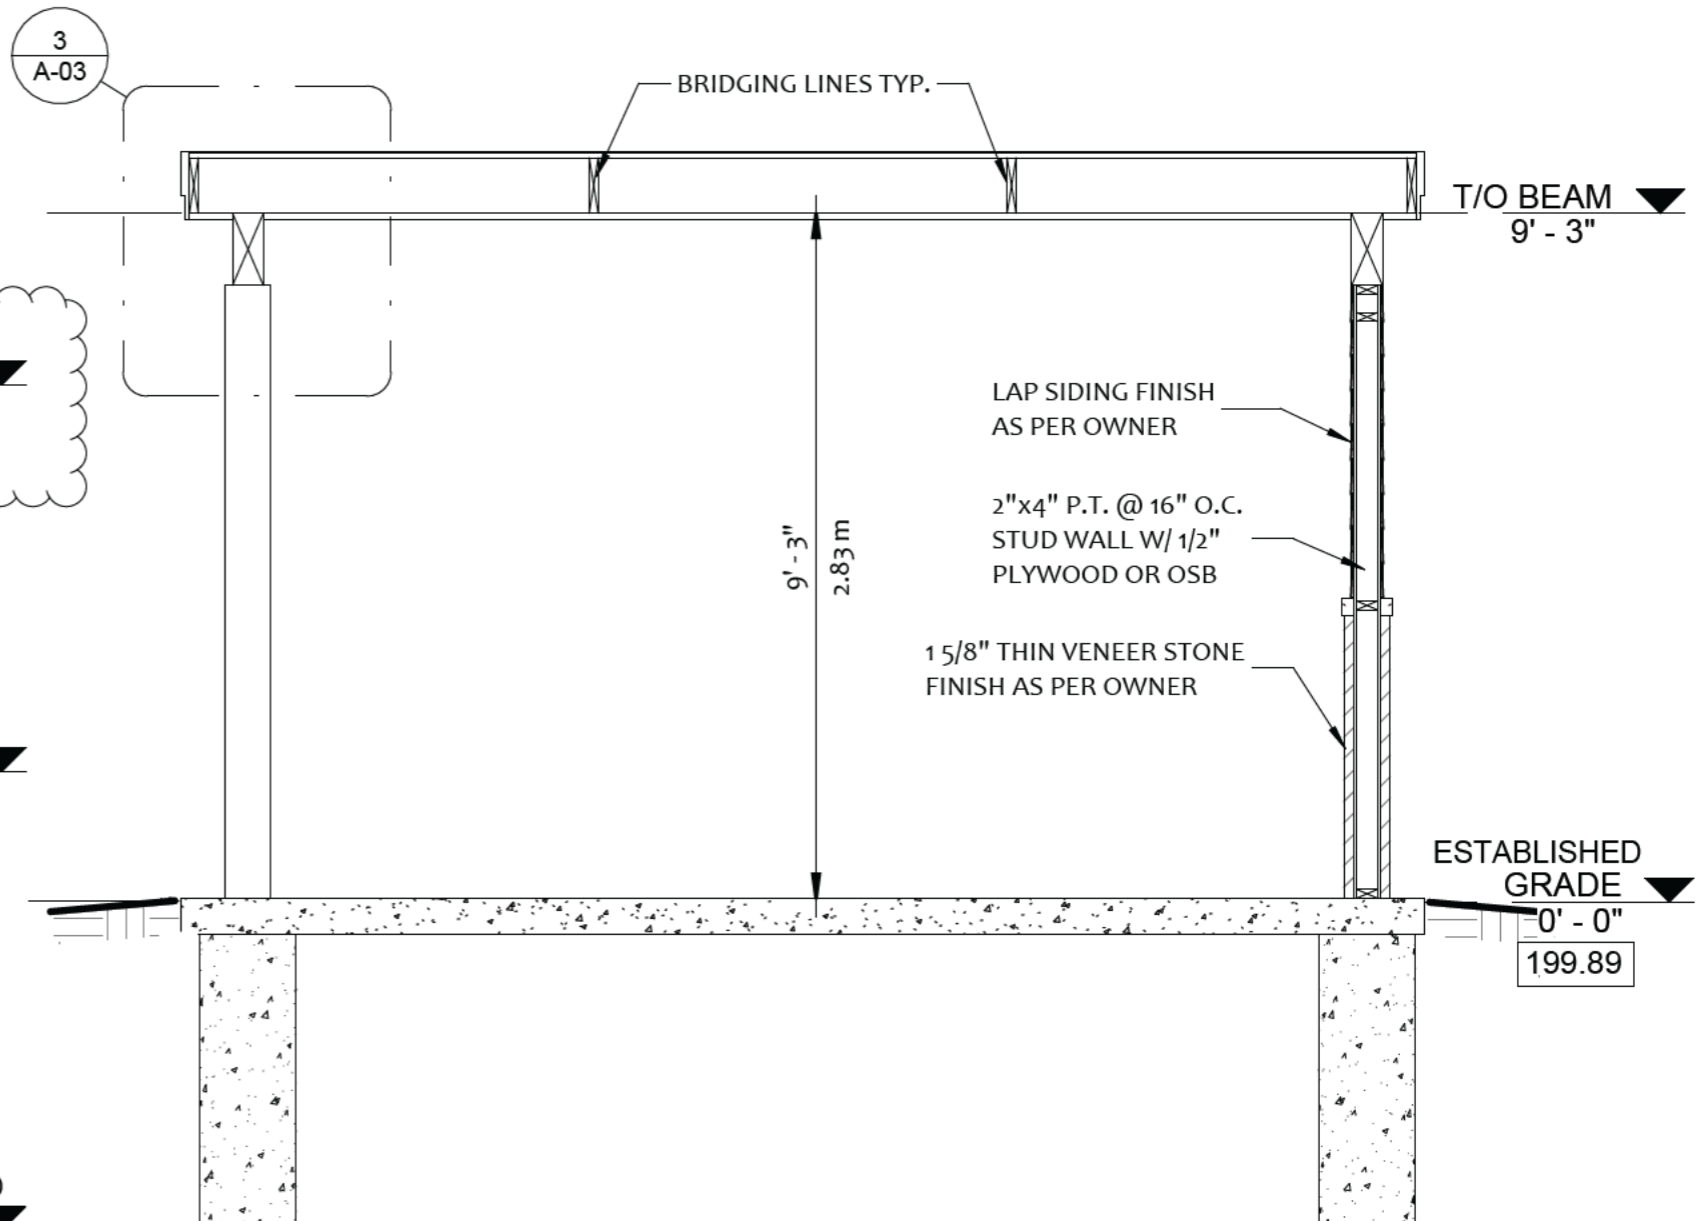 3
A-03
BRIDGING LINES TYP.
T/O BEAM
9' - 3"
LAP SIDING FINISH
AS PER OWNER
2"x4" P.T. @ 16" O.C.
STUD WALL W/ 1/2"
PLYWOOD OR OSB
9' - 3"
2.83 m
1 5/8" THIN VENEER STONE
FINISH AS PER OWNER
ESTABLISHED
GRADE
0' - 0"
199.89